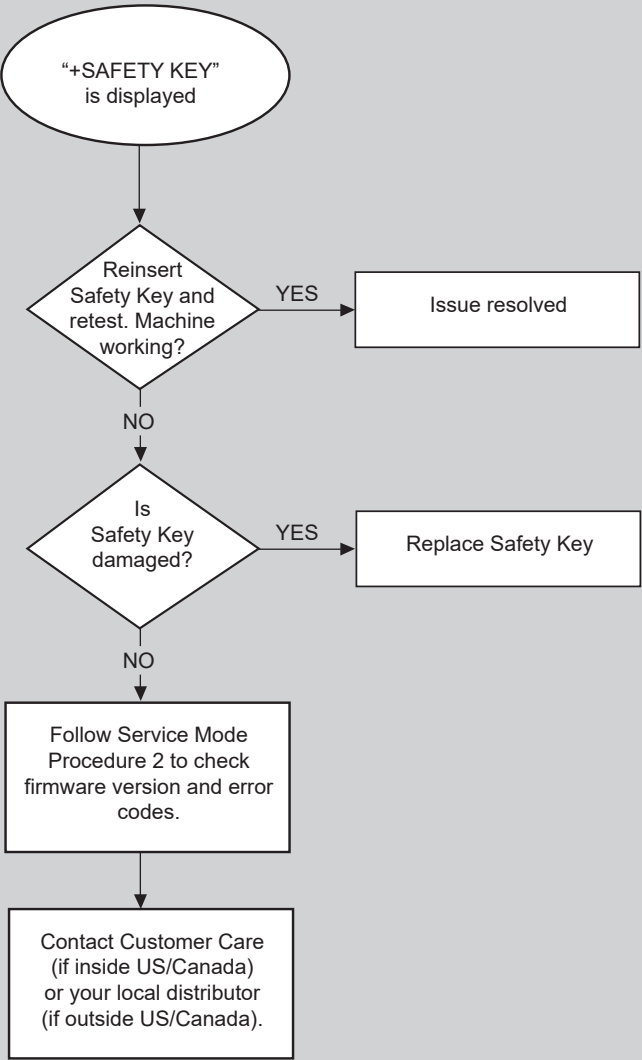 “+SAFETY KEY”
is displayed
Reinsert
Safety Key and
retest. Machine
working?
YES
Issue resolved
NO
Is
Safety Key
damaged?
YES
Replace Safety Key
NO
Follow Service Mode
Procedure 2 to check
firmware version and error
codes.
Contact Customer Care
(if inside US/Canada)
or your local distributor
(if outside US/Canada).